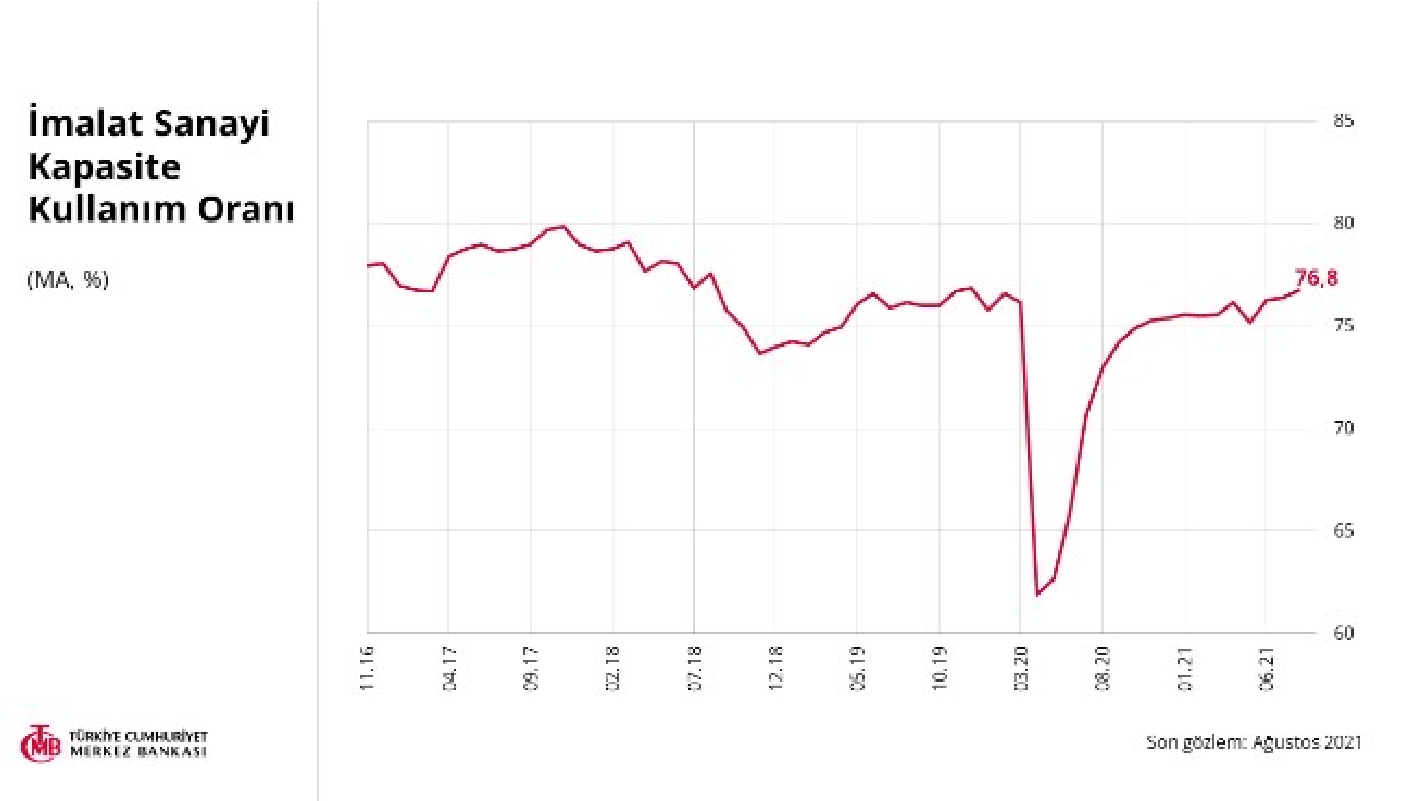 İmalat Sanayi
Kapasite
Kullanım Oranı
(MA, %)
85
80
76,8
75
70
65
60
11.16
04.17
09.17
02.18
07.18
12.18
05.19
10.19
03.20
08.20
01.21
06.21
TÜRKİYE CUMHURİYET
MERKEZ BANKASI
Son gözlem: Ağustos 2021